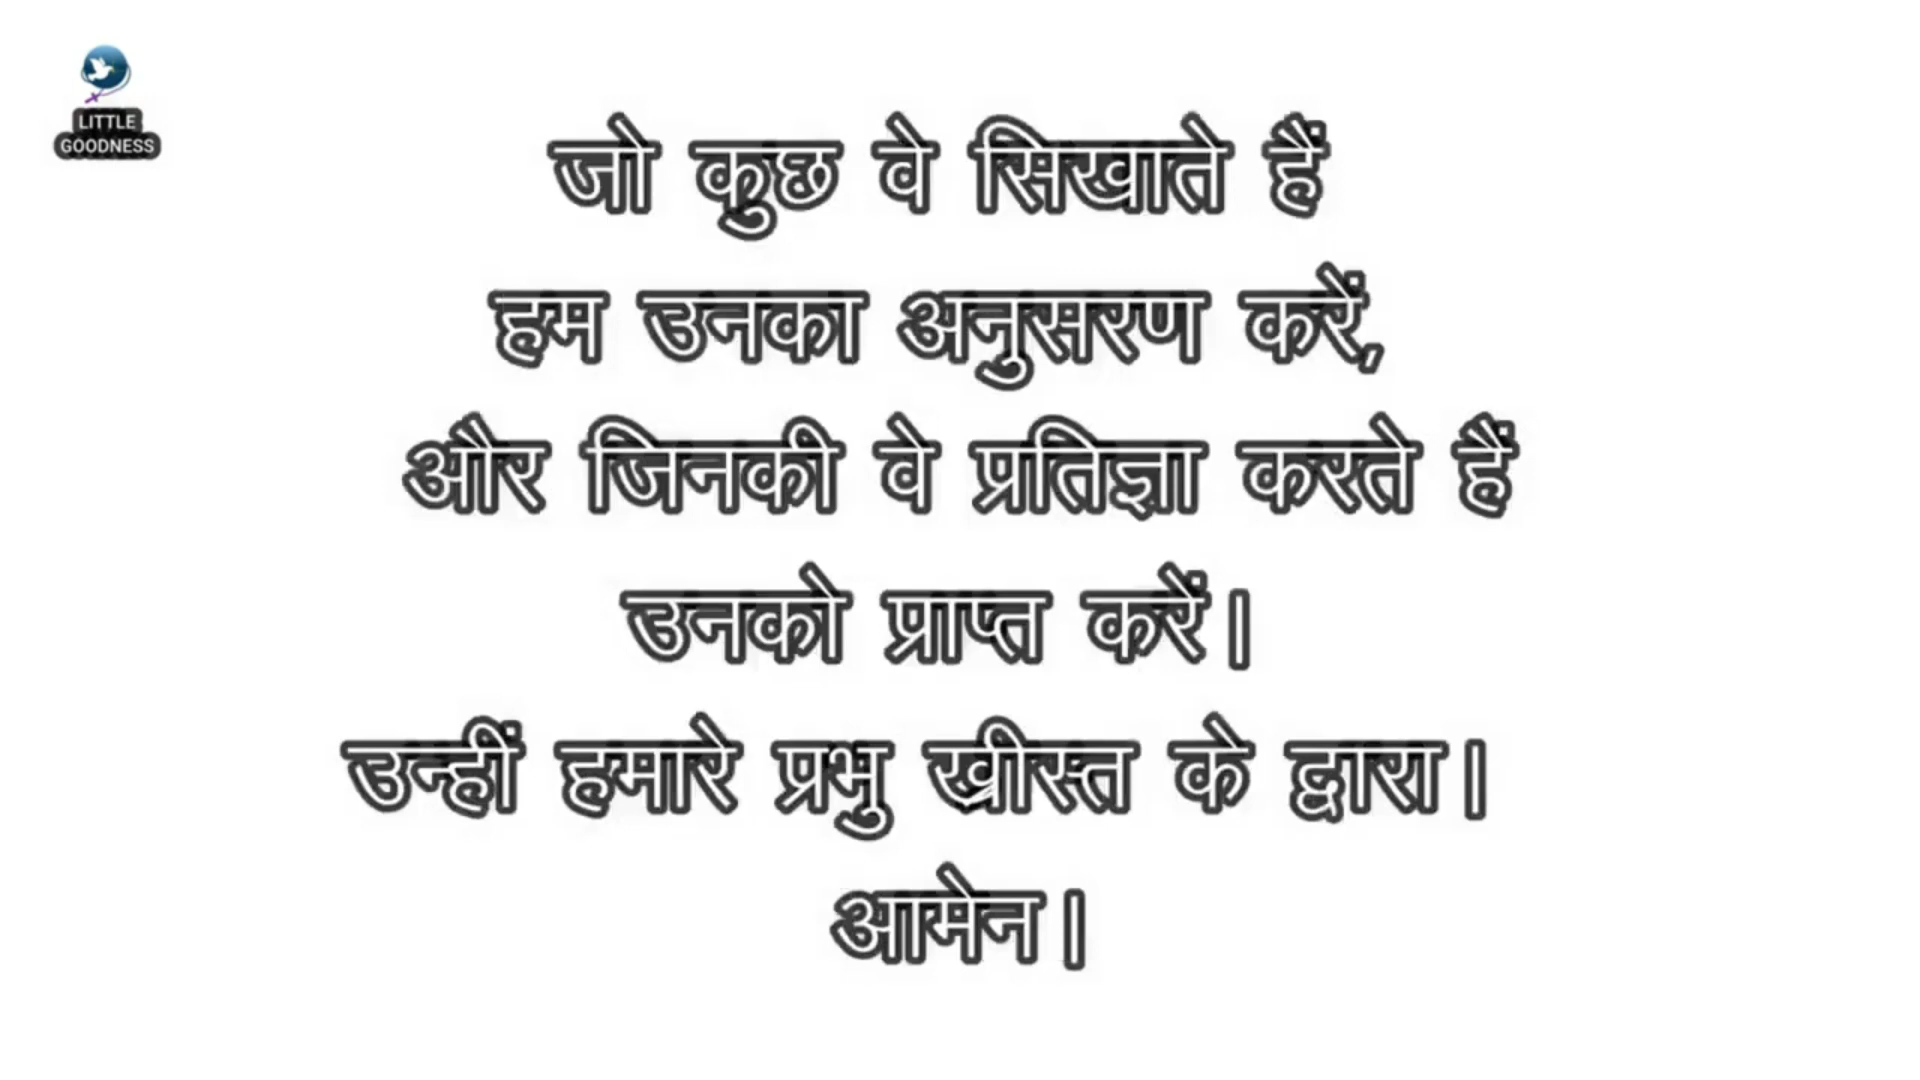 LITTLE
GOODNESS
जो कुछ वे सिखाते हैं
हम उनका अनुसरण करें,
और जिनकी वे प्रतिज्ञा करते हैं
उनको प्राप्त करें।
उन्हीं हमारे प्रभु ख्रीस्त के द्वारा।
आमेन।